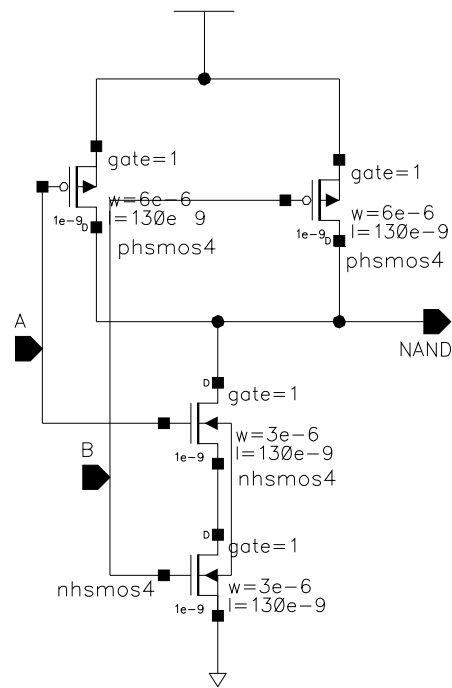 gate=1
w=6e-6
l=130e-9
1e-9
D
phsmos4
gate=1
w=6e-6
l=130e-9
1e-9
D
phsmos4
A
NAND
D
gate=1
w=3e-6
l=130e-9
1e-9
nhsmos4
B
D
gate=1
nhsmos4
w=3e-6
l=130e-9
1e-9